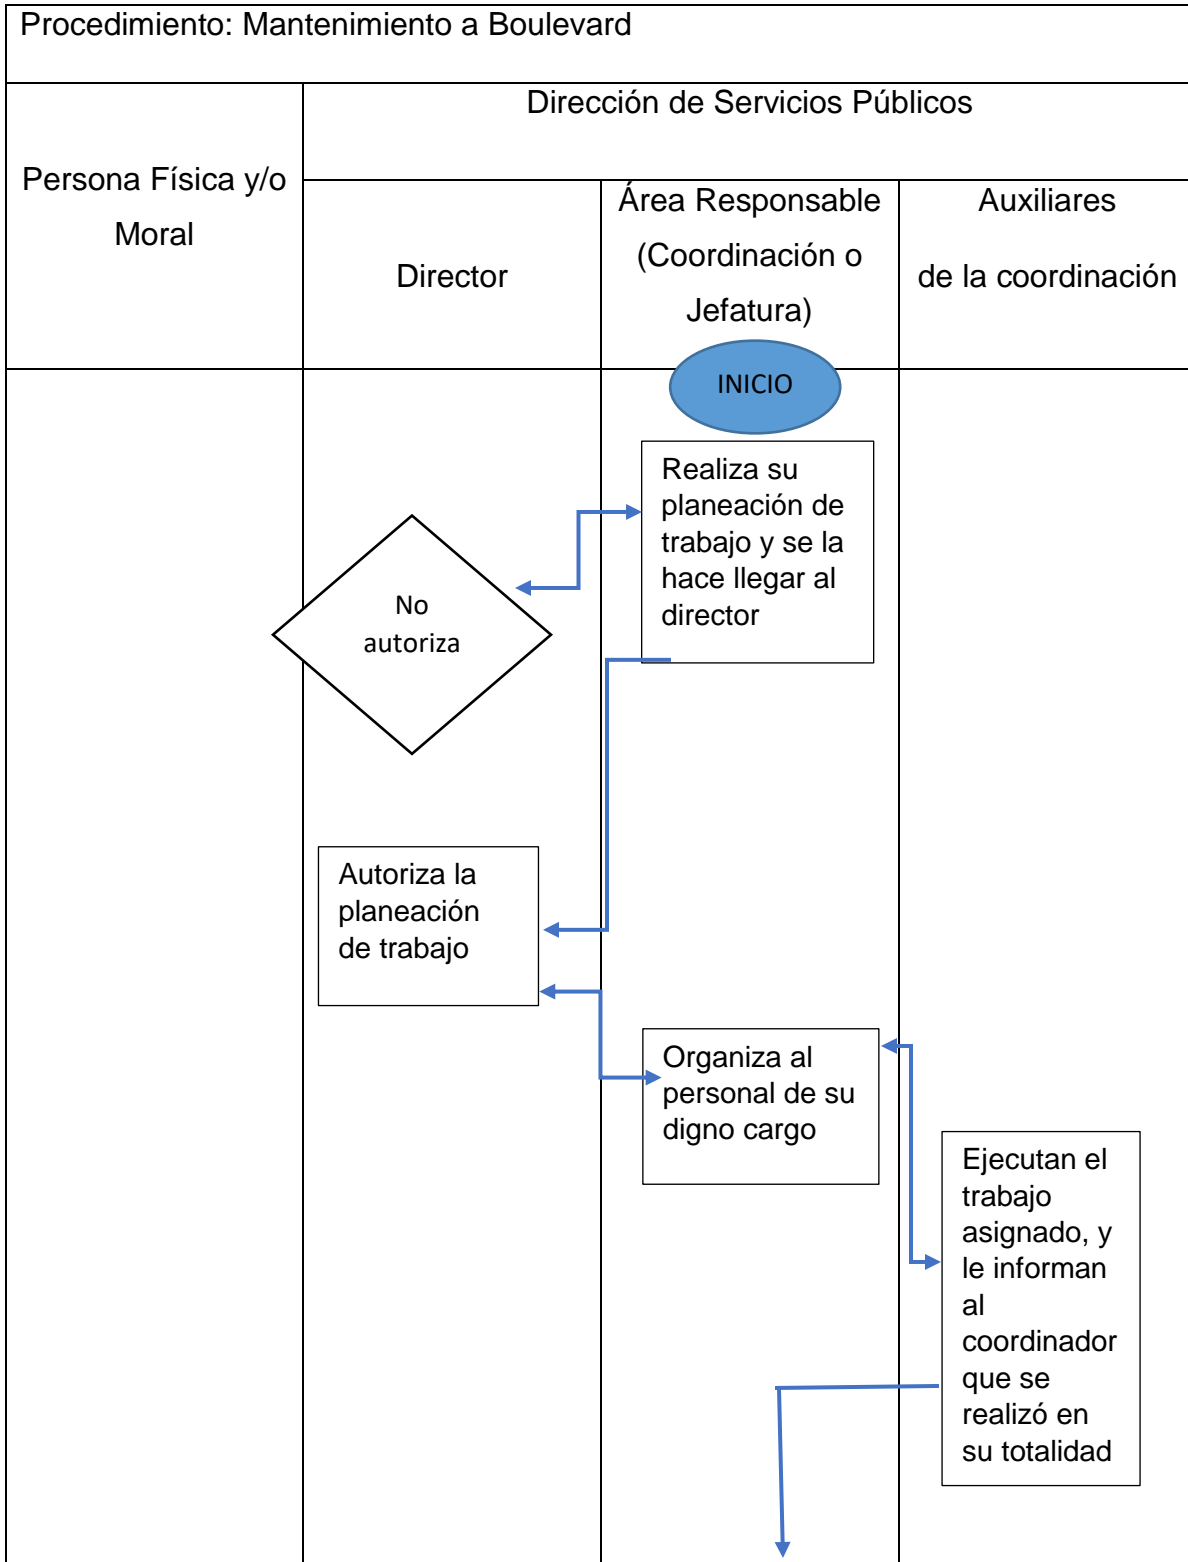 Procedimiento: Mantenimiento a Boulevard
Persona Física y/o
Moral
Dirección de Servicios Públicos
Director
Área Responsable
(Coordinación o
Jefatura)
Auxiliares
de la coordinación
INICIO
Realiza su
planeación de
trabajo y se la
hace llegar al
director
No
autoriza
Autoriza la
planeación
de trabajo
Organiza al
personal de su
digno cargo
Ejecutan el
trabajo
asignado, y
le informan
al
coordinador
que se
realizó en
su totalidad